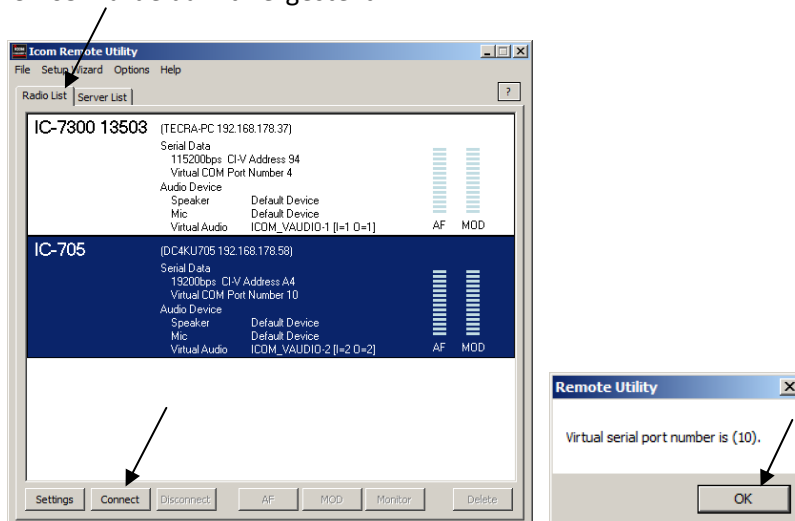 Icom Remote Utility
File Setup Wizard Options Help
Radio List Server List ?
IC-7300 13503 (TECRA-PC 192.168.178.37)
Serial Data
115200bps CI-V Address 94
Virtual COM Port Number 4
Audio Device
Speaker Default Device
Mic Default Device
Virtual Audio ICOM_VAUDIO-1 [I=1 O=1] AF MOD
IC-705 (DC4KU705 192.168.178.58)
Serial Data
19200bps CI-V Address A4
Virtual COM Port Number 10
Audio Device
Speaker Default Device
Mic Default Device
Virtual Audio ICOM_VAUDIO-2 [I=2 O=2] AF MOD
Settings Connect Disconnect AF MOD Monitor Delete
Remote Utility
Virtual serial port number is (10).
OK